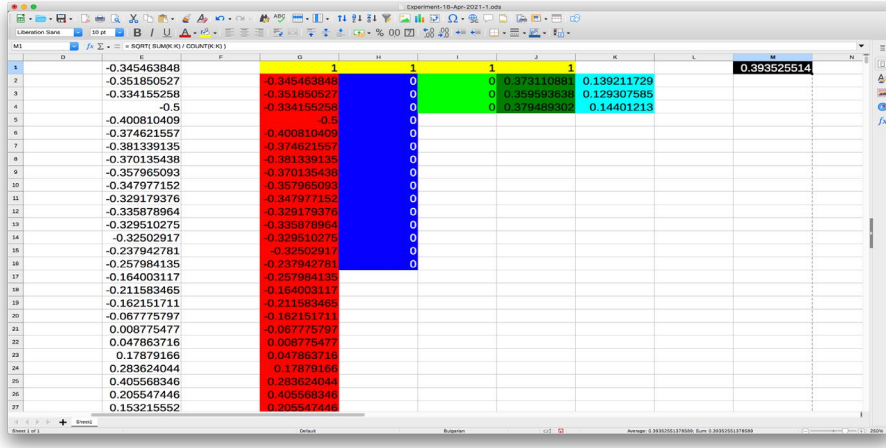 Experiment-18-Apr-2021-1.ods
Liberation Sans 10 pt
M1 = SQRT( SUM(K:K) / COUNT(K:K) )
D E F G H I J K L M N
1 -0.345463848 1 1 1 1 0.393525514
2 -0.351850527 -0.345463848 0 0 0.373110881 0.139211729
3 -0.334155258 -0.351850527 0 0 0.359593638 0.129307585
4 -0.5 -0.334155258 0 0 0.379489302 0.14401213
5 -0.400810409 -0.5 0
6 -0.374621557 -0.400810409 0
7 -0.381339135 -0.374621557 0
8 -0.370135438 -0.381339135 0
9 -0.357965093 -0.370135438 0
10 -0.347977152 -0.357965093 0
11 -0.329179376 -0.347977152 0
12 -0.335878964 -0.329179376 0
13 -0.329510275 -0.335878964 0
14 -0.32502917 -0.329510275 0
15 -0.237942781 -0.32502917 0
16 -0.257984135 -0.237942781 0
17 -0.164003117 -0.257984135
18 -0.211583465 -0.164003117
19 -0.162151711 -0.211583465
20 -0.067775797 -0.162151711
21 0.008775477 -0.067775797
22 0.047863716 0.008775477
23 0.17879166 0.047863716
24 0.283624044 0.17879166
25 0.405568346 0.283624044
26 0.205547446 0.405568346
27 0.153215552 0.205547446
Sheet1
Sheet 1 of 1 Default Bulgarian Average: 0.39352551378589; Sum: 0.39352551378589 250%